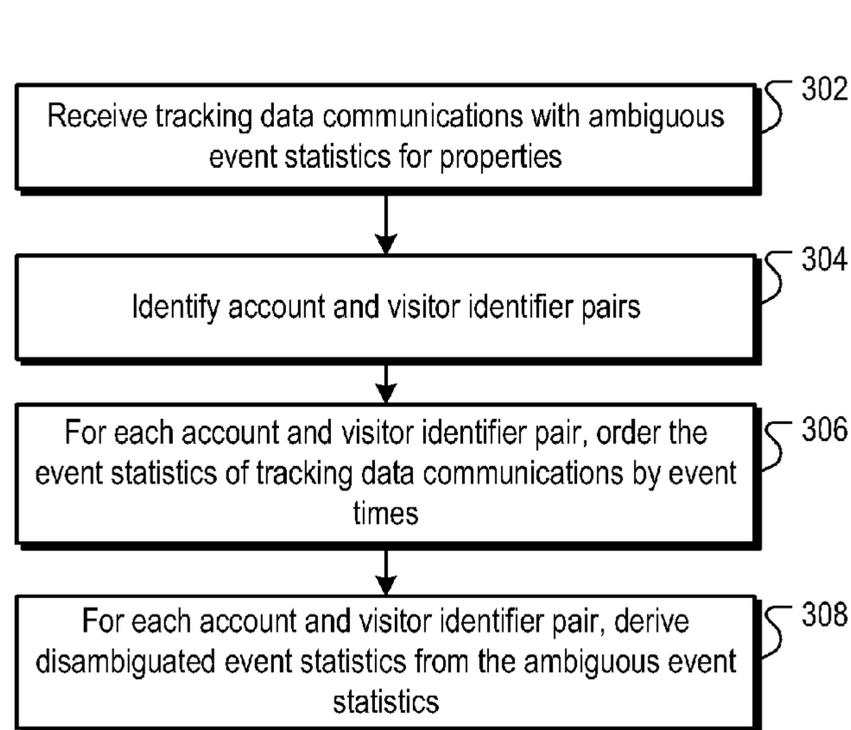 302
Receive tracking data communications with ambiguous
event statistics for properties
304
Identify account and visitor identifier pairs
306
For each account and visitor identifier pair, order the
event statistics of tracking data communications by event
times
308
For each account and visitor identifier pair, derive
disambiguated event statistics from the ambiguous event
statistics